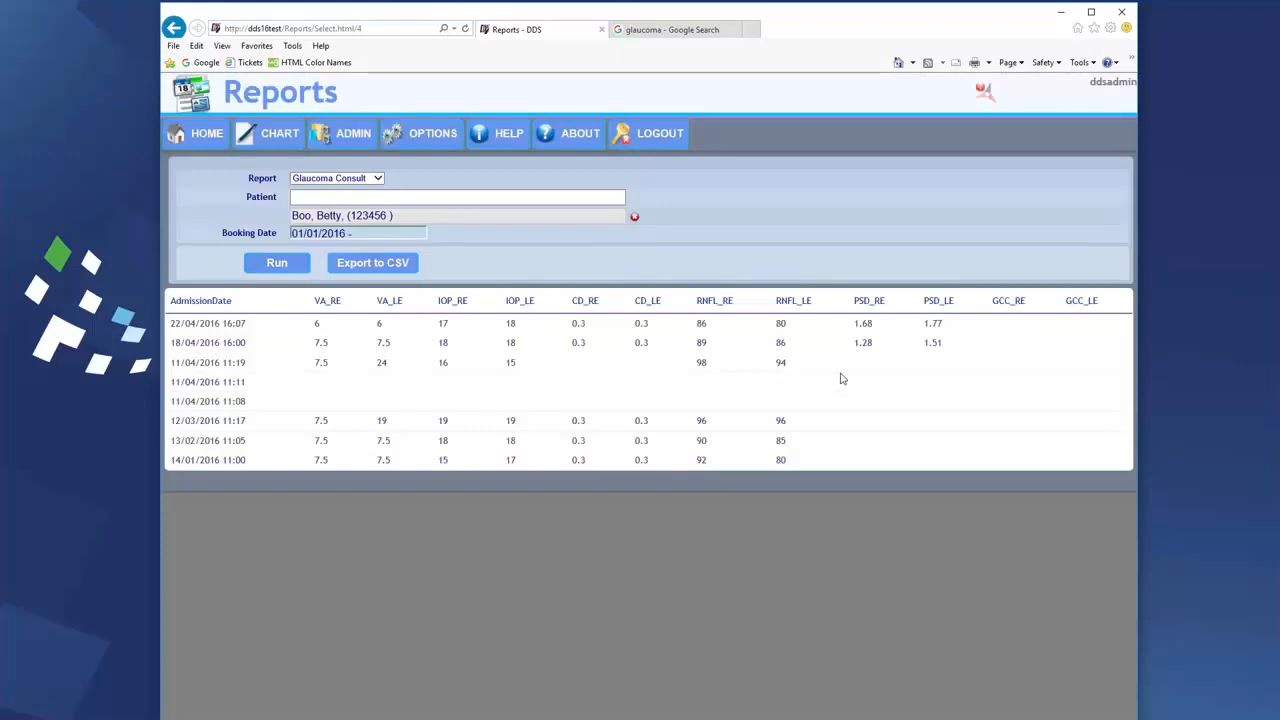 http://dds16test/Reports/Select.html/4
Reports - DDS
glaucoma - Google Search
File Edit View Favorites Tools Help
Google Tickets HTML Color Names
Page Safety Tools
Reports
ddsadmin
HOME CHART ADMIN OPTIONS HELP ABOUT LOGOUT
Report Glaucoma Consult
Patient
Boo, Betty, (123456 )
Booking Date 01/01/2016 -
Run Export to CSV
AdmissionDate VA_RE VA_LE IOP_RE IOP_LE CD_RE CD_LE RNFL_RE RNFL_LE PSD_RE PSD_LE GCC_RE GCC_LE
22/04/2016 16:07 6 6 17 18 0.3 0.3 86 80 1.68 1.77
18/04/2016 16:00 7.5 7.5 18 18 0.3 0.3 89 86 1.28 1.51
11/04/2016 11:19 7.5 24 16 15 98 94
11/04/2016 11:11
11/04/2016 11:08
12/03/2016 11:17 7.5 19 19 19 0.3 0.3 96 96
13/02/2016 11:05 7.5 7.5 18 18 0.3 0.3 90 85
14/01/2016 11:00 7.5 7.5 15 17 0.3 0.3 92 80